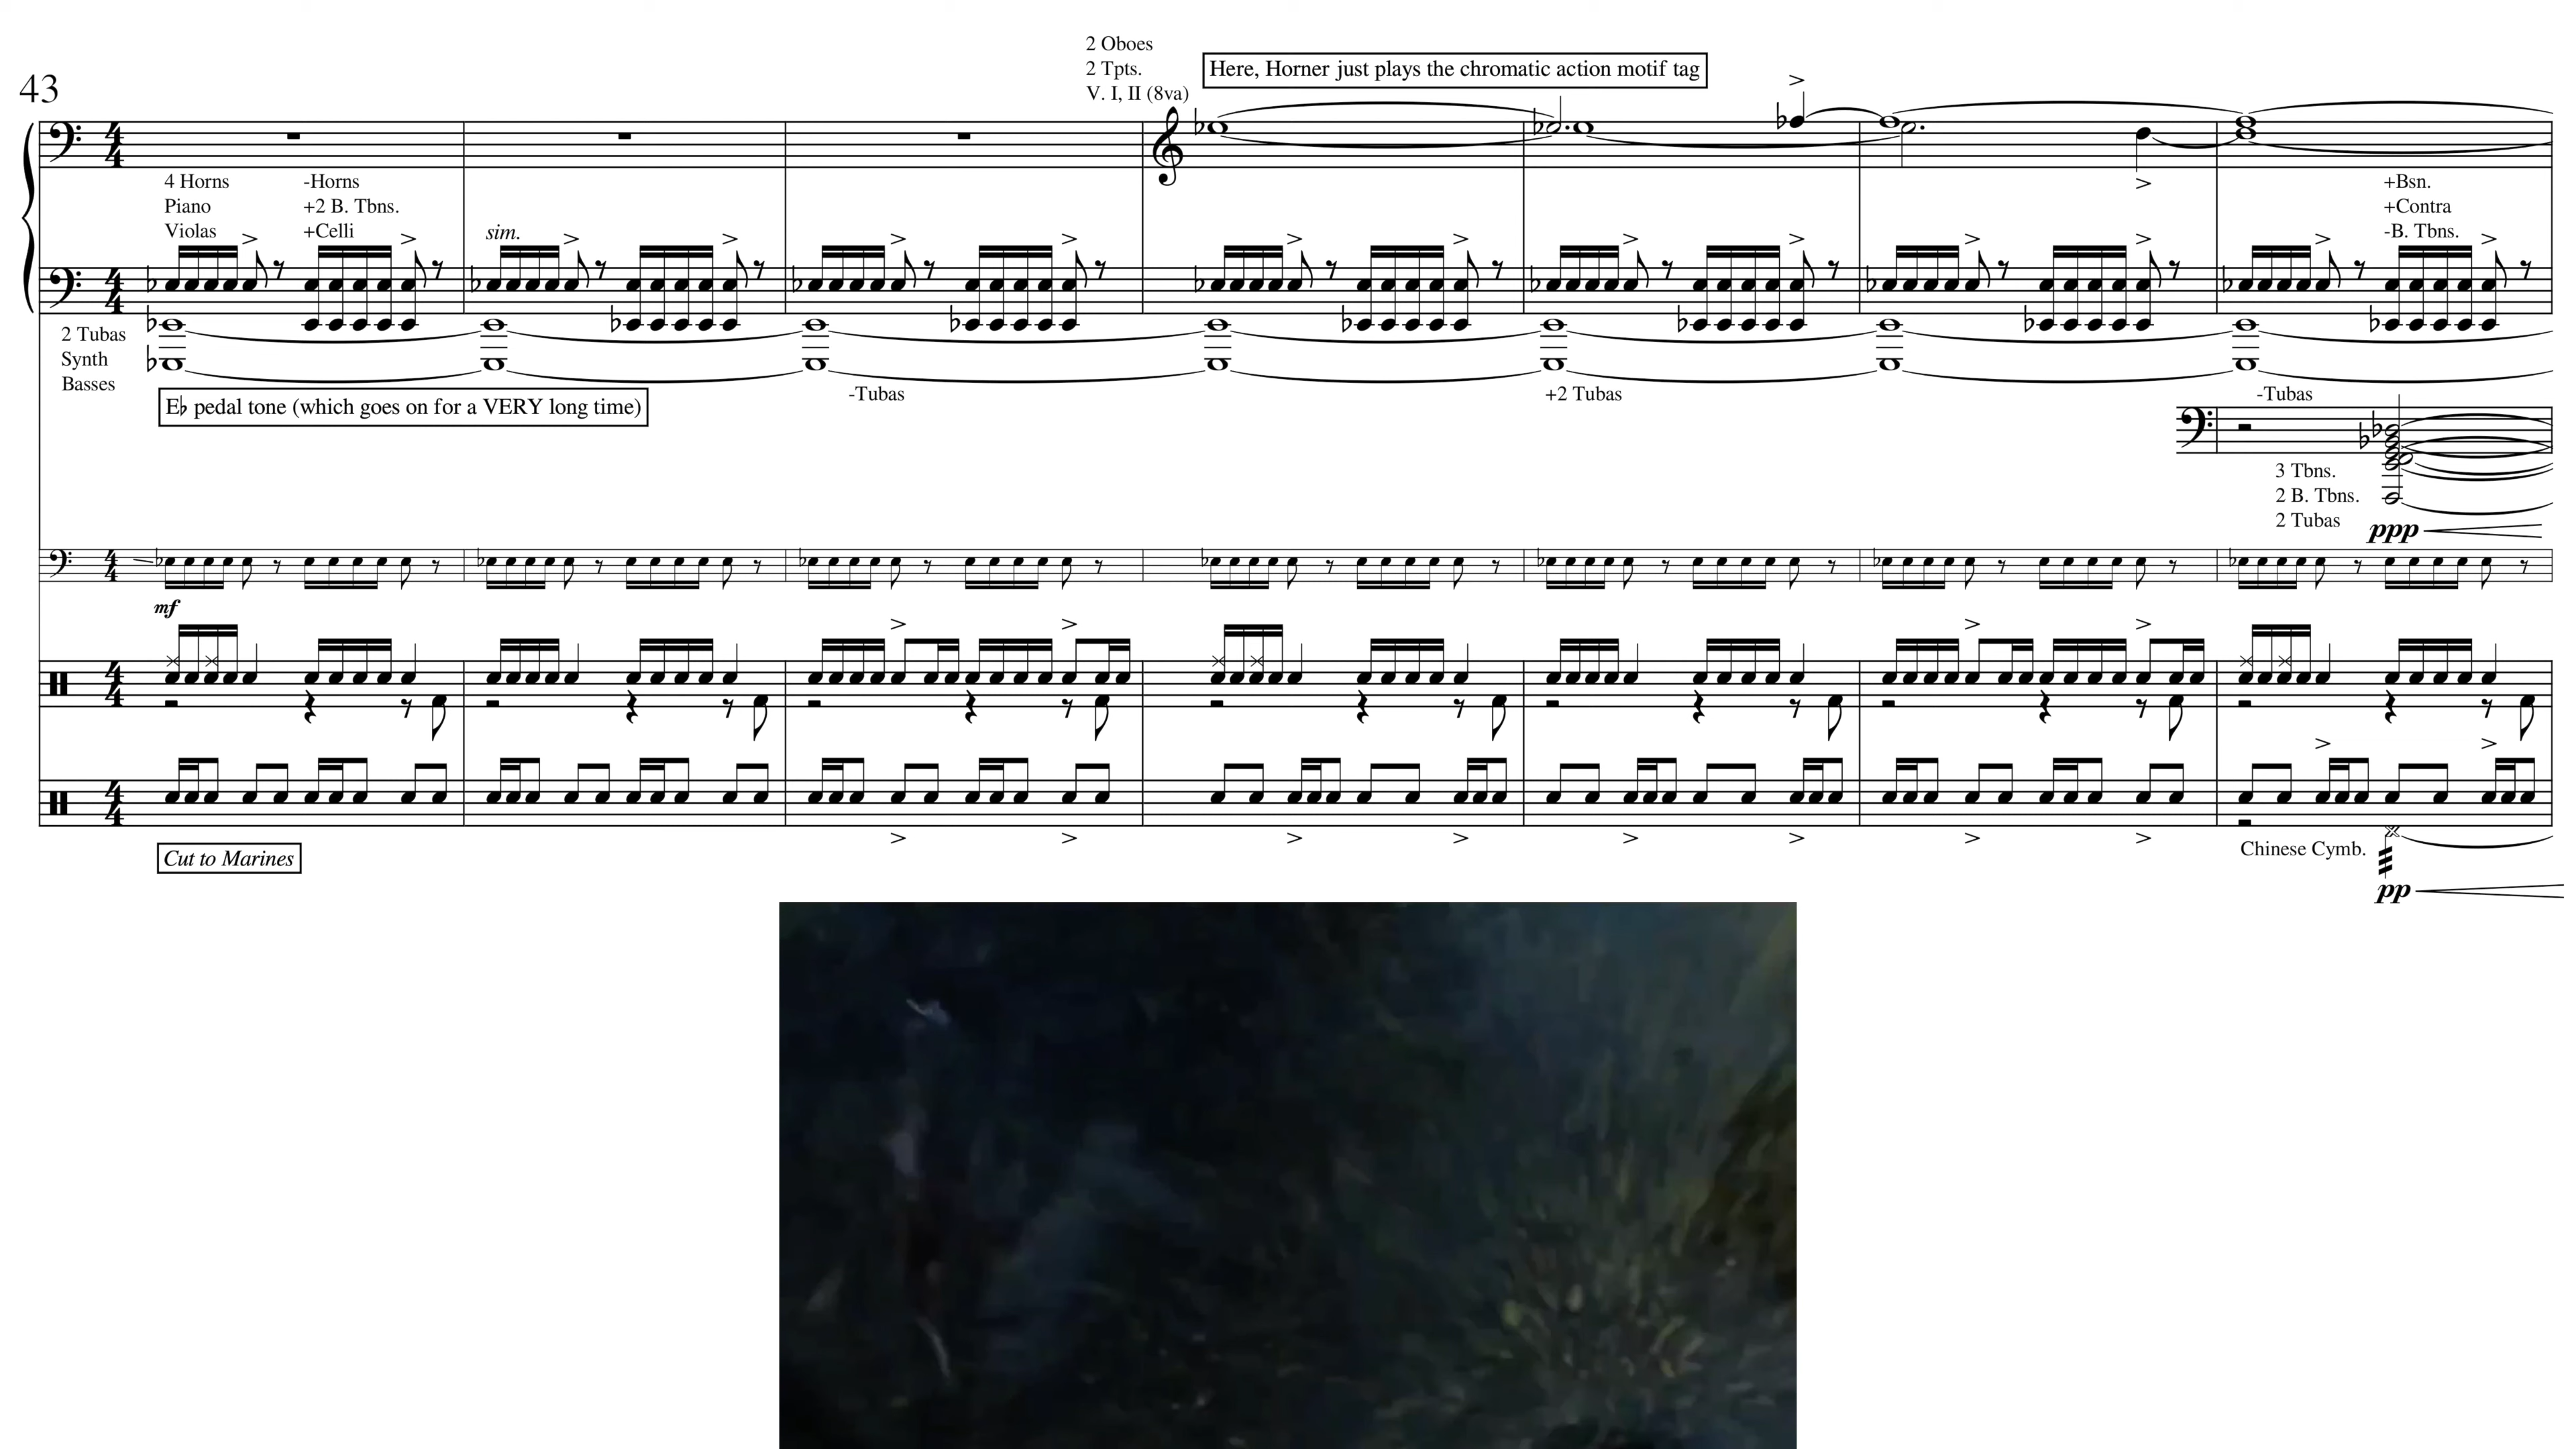 2 Oboes
2 Tpts.
V. I, II (8va)
Here, Horner just plays the chromatic action motif tag
43
4 Horns
Piano
Violas
-Horns
+2 B. Tbns.
+Celli
sim.
+Bsn.
+Contra
-B. Tbns.
2 Tubas
Synth
Basses
E♭ pedal tone (which goes on for a VERY long time)
-Tubas
+2 Tubas
-Tubas
3 Tbns.
2 B. Tbns.
2 Tubas
ppp
mf
Cut to Marines
Chinese Cymb.
pp